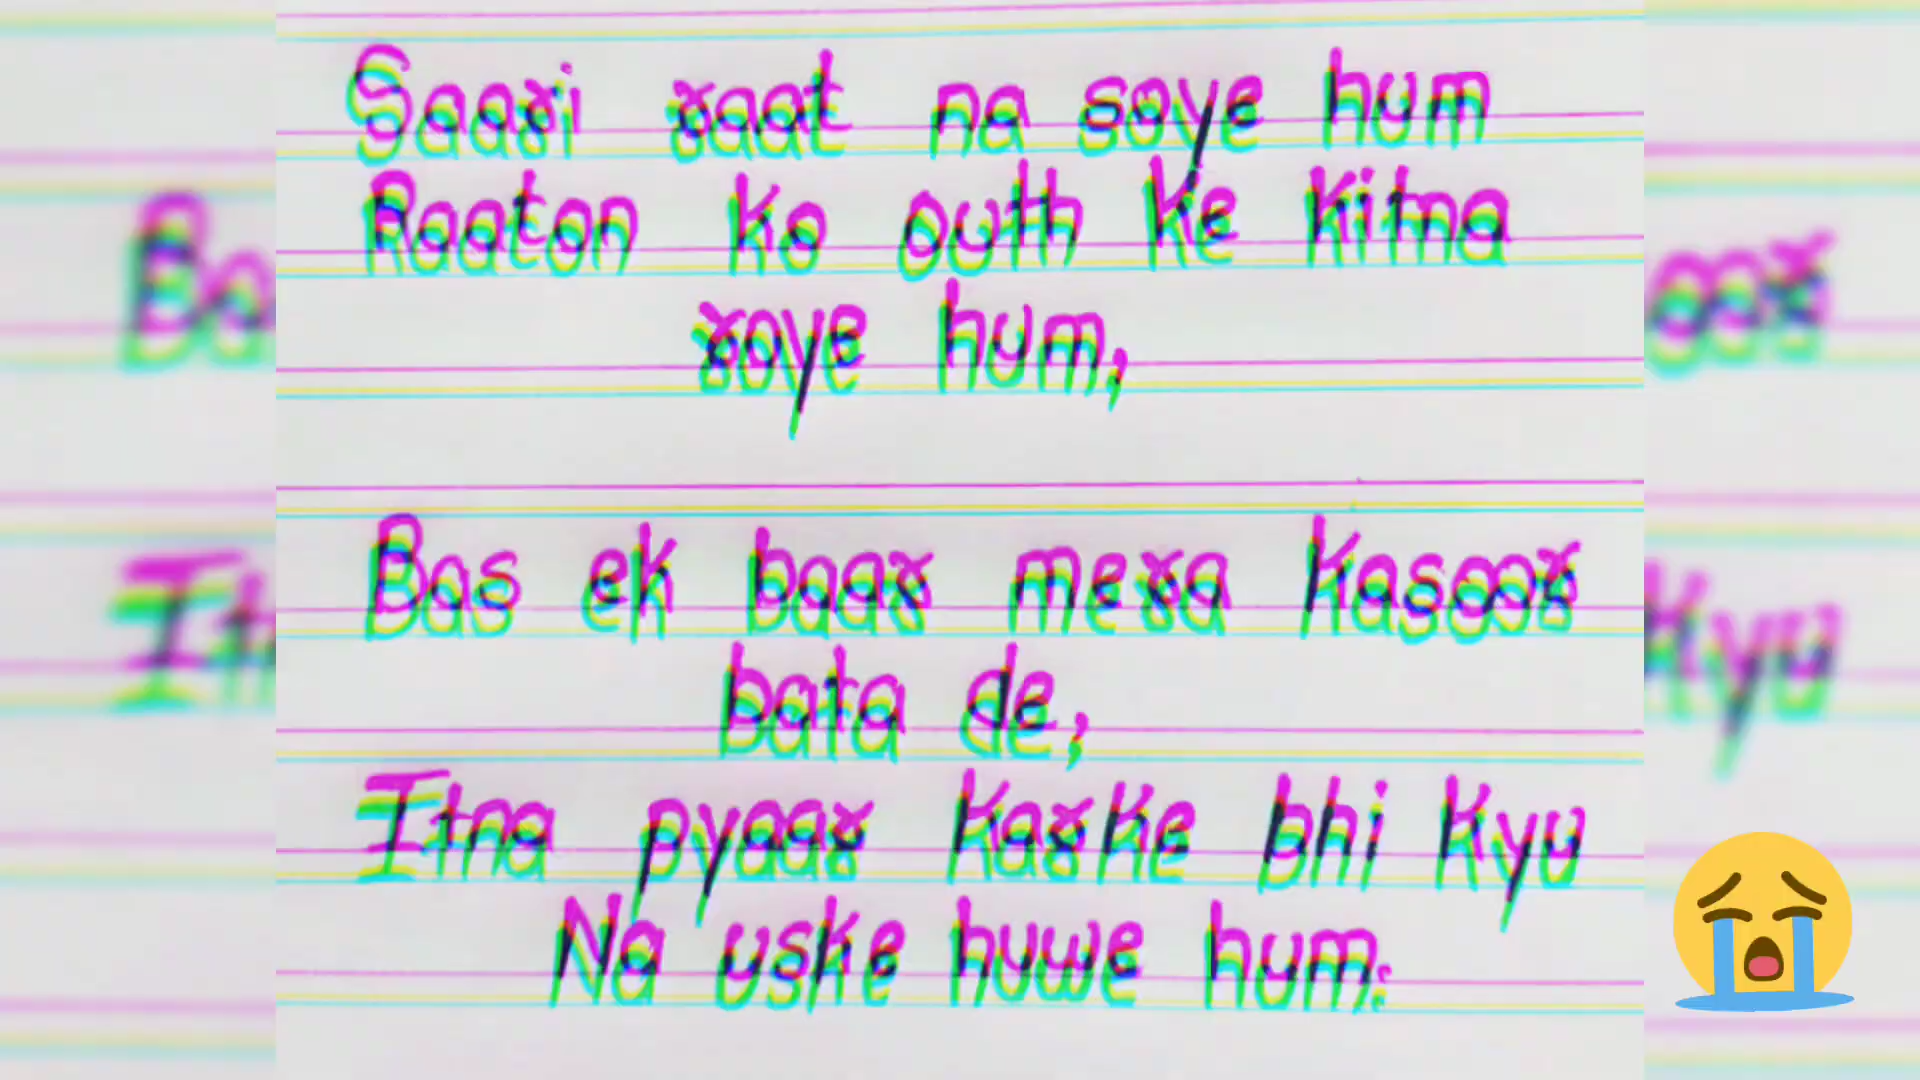 Saari raat na soye hum
Raaton ko outh ke kitna
roye hum,
Bas ek baar mera kasoor
bata de,
Itna pyaar karke bhi kyu
Na uske huwe hum.